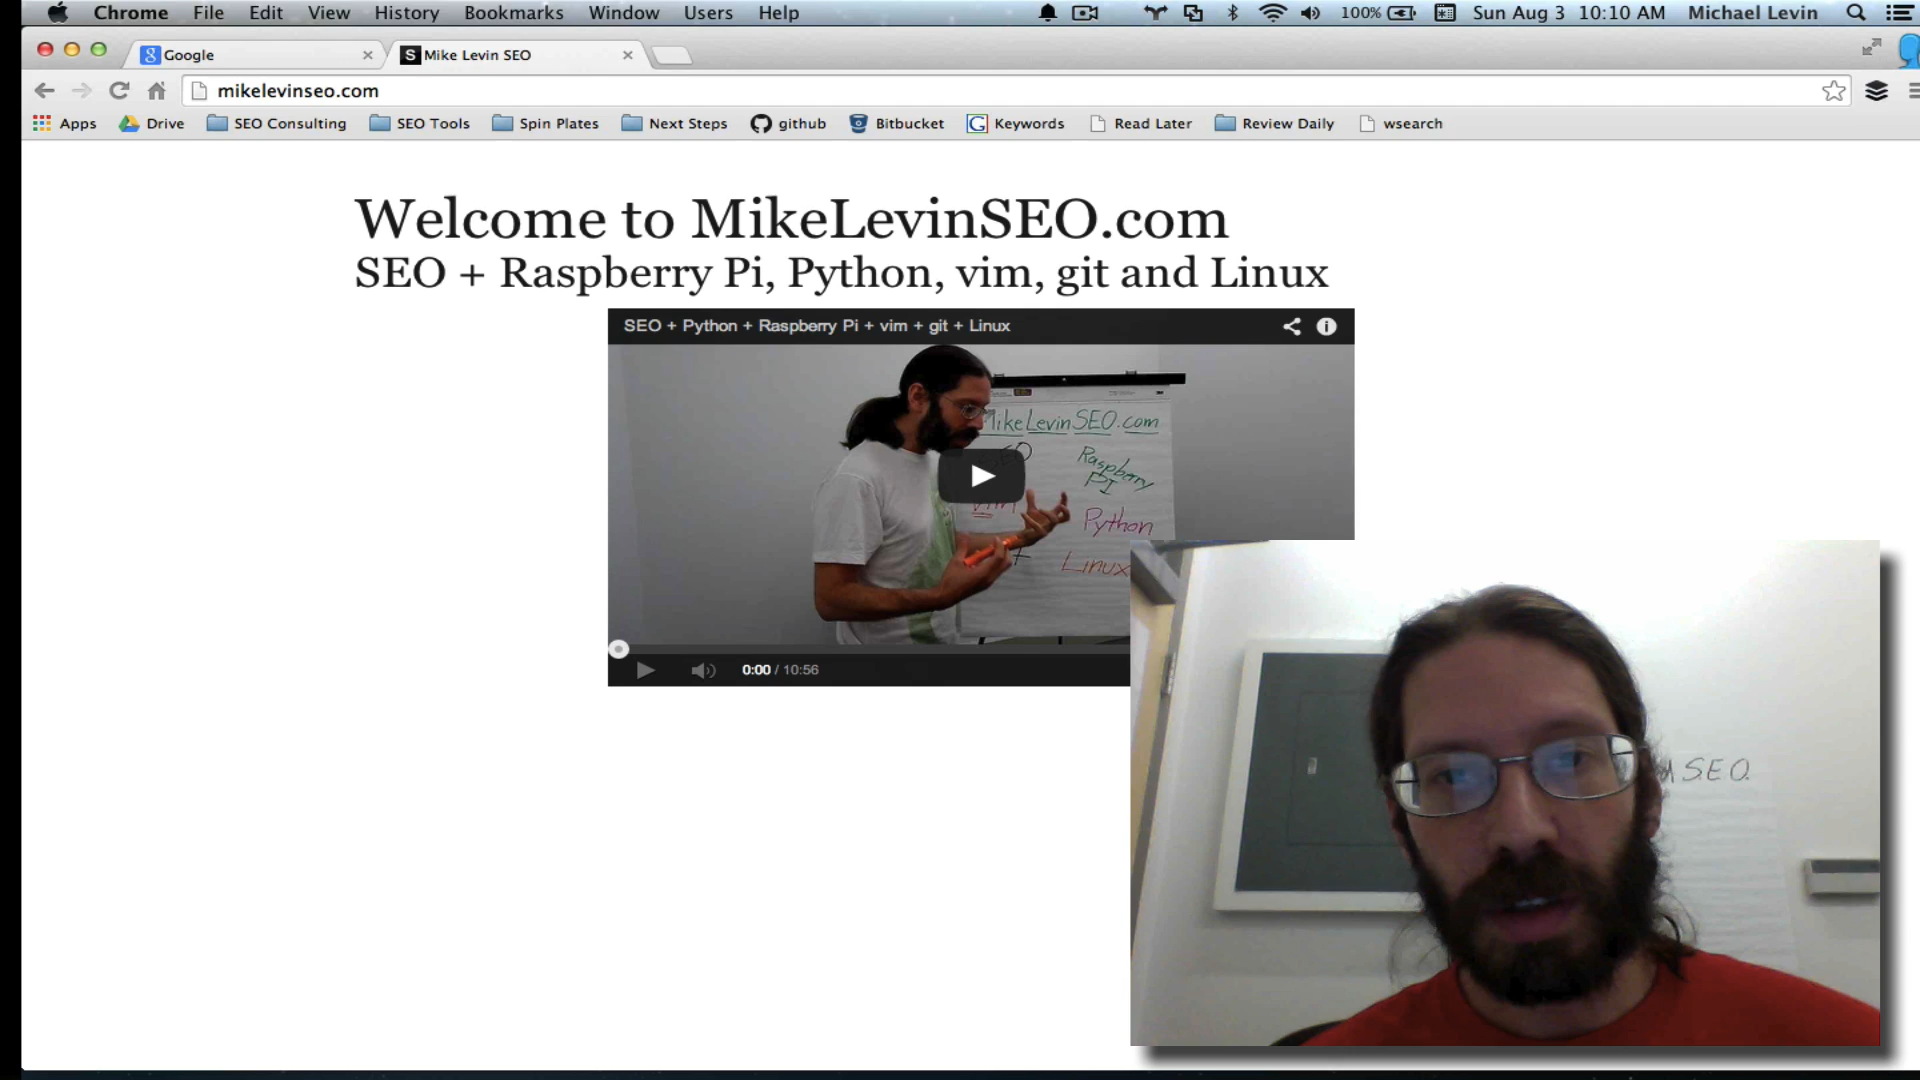 Chrome File Edit View History Bookmarks Window Users Help 100% Sun Aug 3 10:10 AM Michael Levin
Google Mike Levin SEO
mikelevinseo.com
Apps Drive SEO Consulting SEO Tools Spin Plates Next Steps github Bitbucket Keywords Read Later Review Daily wsearch
Welcome to MikeLevinSEO.com
SEO + Raspberry Pi, Python, vim, git and Linux
SEO + Python + Raspberry Pi + vim + git + Linux
MikeLevinSEO.com
SEO Raspberry
PI
vim Python
+ Linux
0:00 / 10:56
S.E.O.